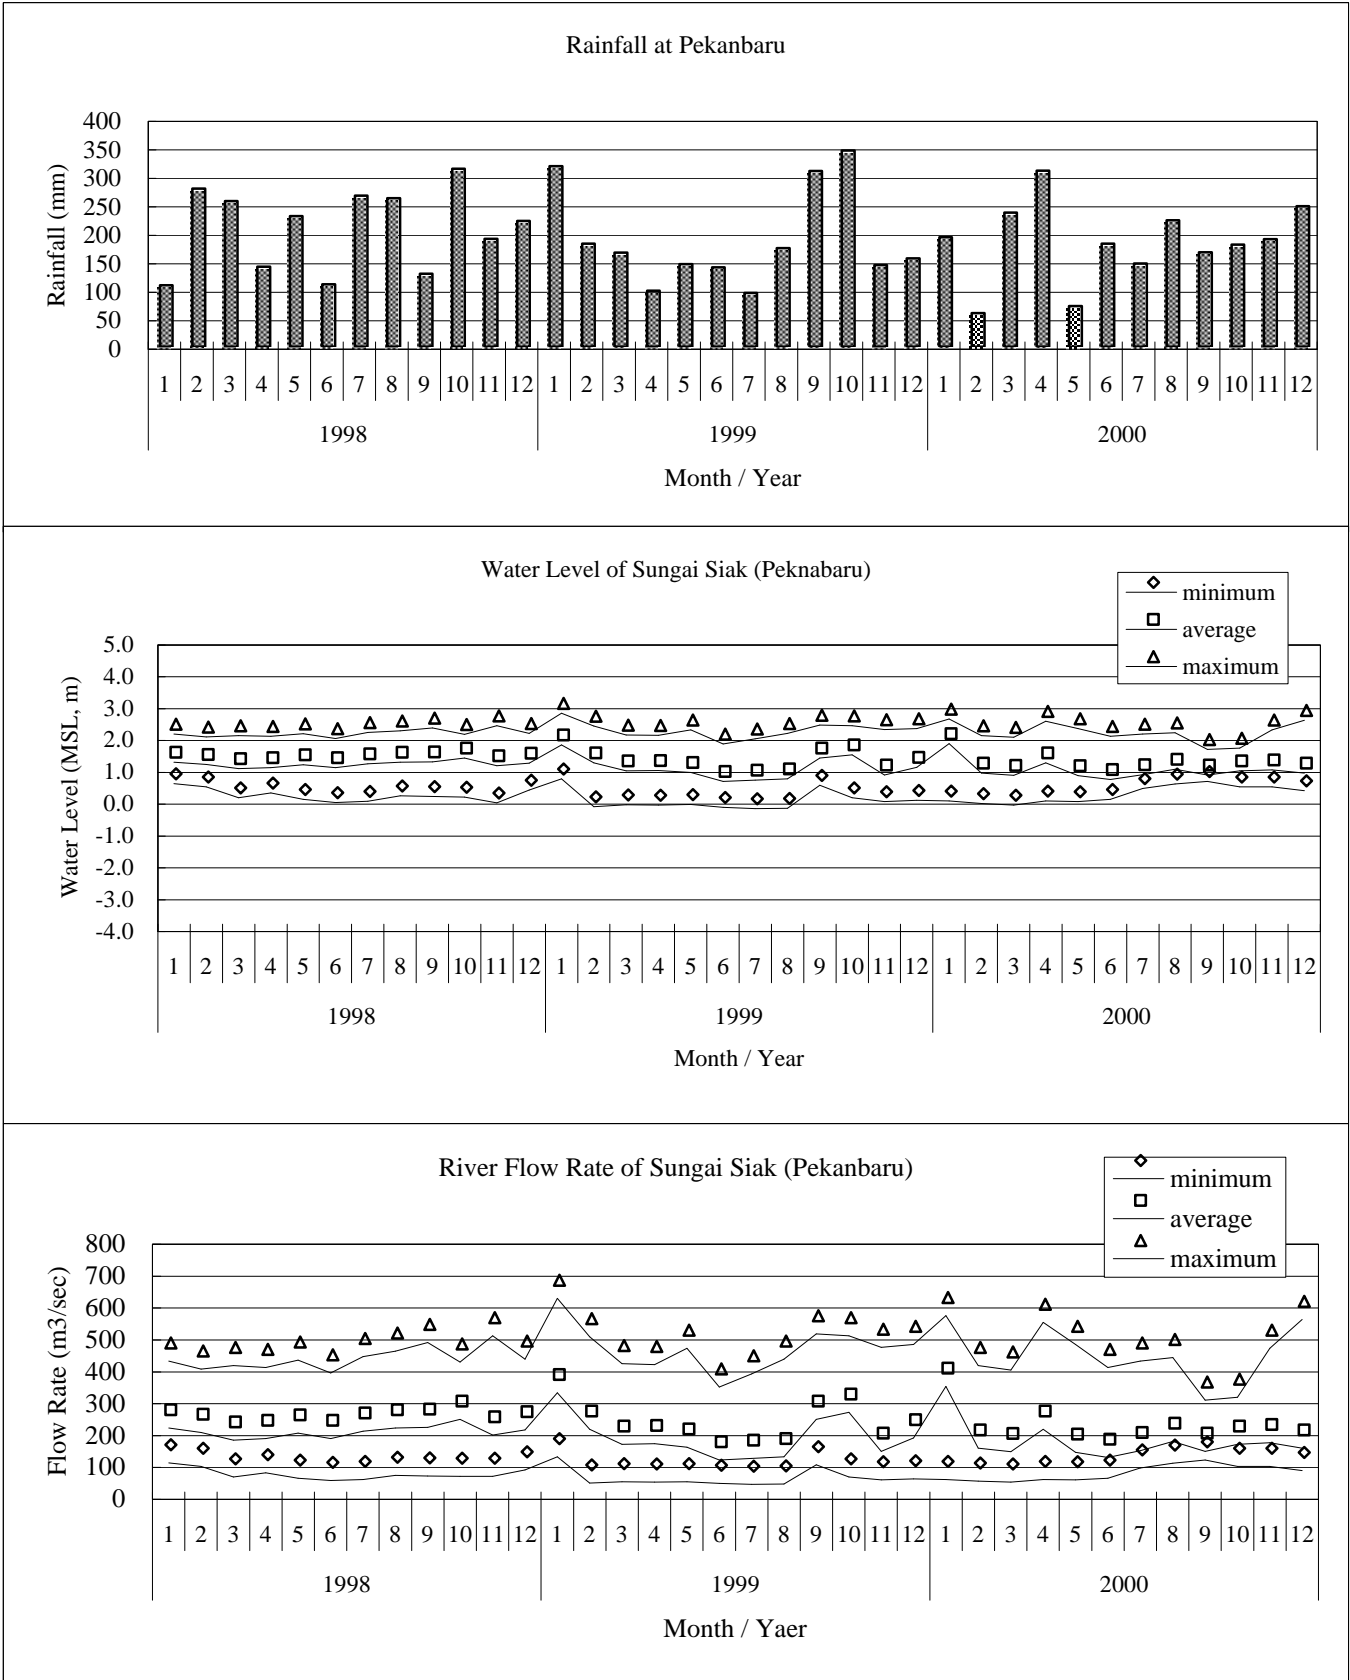 Rainfall at Pekanbaru
400
350
300
250
200
150
100
50
0
Rainfall (mm)
1 2 3 4 5 6 7 8 9 10 11 12 1 2 3 4 5 6 7 8 9 10 11 12 1 2 3 4 5 6 7 8 9 10 11 12
1998 1999 2000
Month / Year
Water Level of Sungai Siak (Peknabaru)
minimum
average
maximum
5.0
4.0
3.0
2.0
1.0
0.0
-1.0
-2.0
-3.0
-4.0
Water Level (MSL, m)
1 2 3 4 5 6 7 8 9 10 11 12 1 2 3 4 5 6 7 8 9 10 11 12 1 2 3 4 5 6 7 8 9 10 11 12
1998 1999 2000
Month / Year
River Flow Rate of Sungai Siak (Pekanbaru)
minimum
average
maximum
800
700
600
500
400
300
200
100
0
Flow Rate (m3/sec)
1 2 3 4 5 6 7 8 9 10 11 12 1 2 3 4 5 6 7 8 9 10 11 12 1 2 3 4 5 6 7 8 9 10 11 12
1998 1999 2000
Month / Yaer